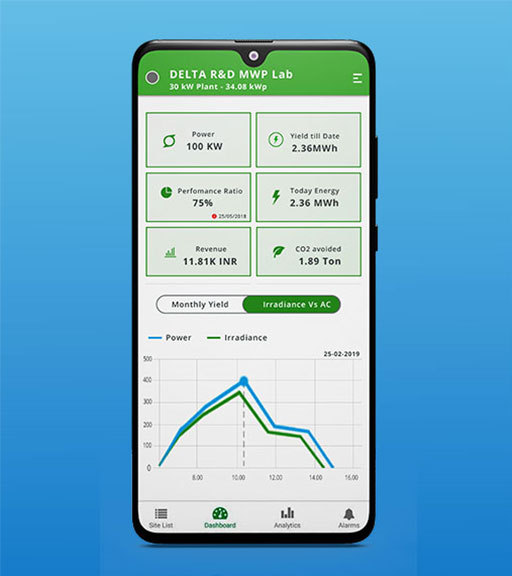 DELTA R&D MWP Lab
30 kW Plant - 34.08 kWp
Power
100 KW
Yield till Date
2.36MWh
Perfomance Ratio
75%
25/05/2018
Today Energy
2.36 MWh
Revenue
11.81K INR
CO2 avoided
1.89 Ton
Monthly Yield
Irradiance Vs AC
Power
Irradiance
25-02-2019
500
400
300
200
100
0
8.00
10.00
12.00
14.00
16.00
Site List
Dashboard
Analytics
Alarms